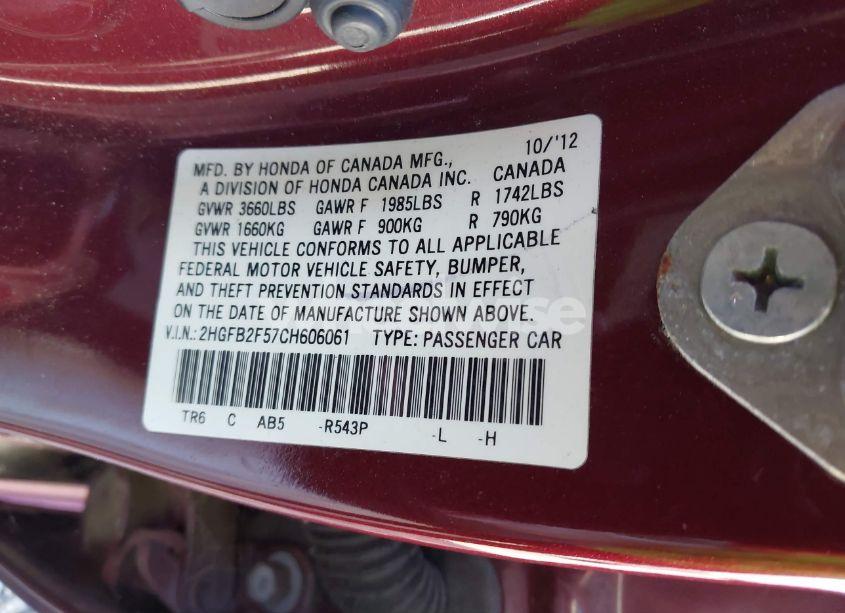 MFD. BY HONDA OF CANADA MFG., 10/'12
A DIVISION OF HONDA CANADA INC. CANADA
GVWR 3660LBS GAWR F 1985LBS R 1742LBS
GVWR 1660KG GAWR F 900KG R 790KG
THIS VEHICLE CONFORMS TO ALL APPLICABLE
FEDERAL MOTOR VEHICLE SAFETY, BUMPER,
AND THEFT PREVENTION STANDARDS IN EFFECT
ON THE DATE OF MANUFACTURE SHOWN ABOVE.
V.I.N.: 2HGFB2F57CH606061 TYPE: PASSENGER CAR
TR6 C AB5 -R543P -L -H